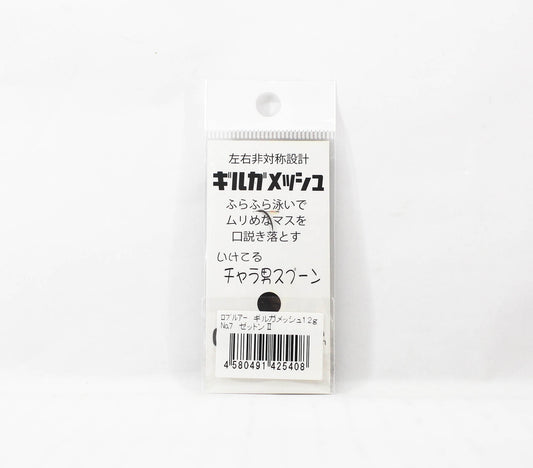 左右非対称設計
ギルガメッシュ
ふらふら泳いで
ムリめなマスを
口説き落とす
いけてる
チャラ男スプーン
ロブルアー ギルガメッシュ1.2g
No.7 ゼットンⅡ
4 580491 425408